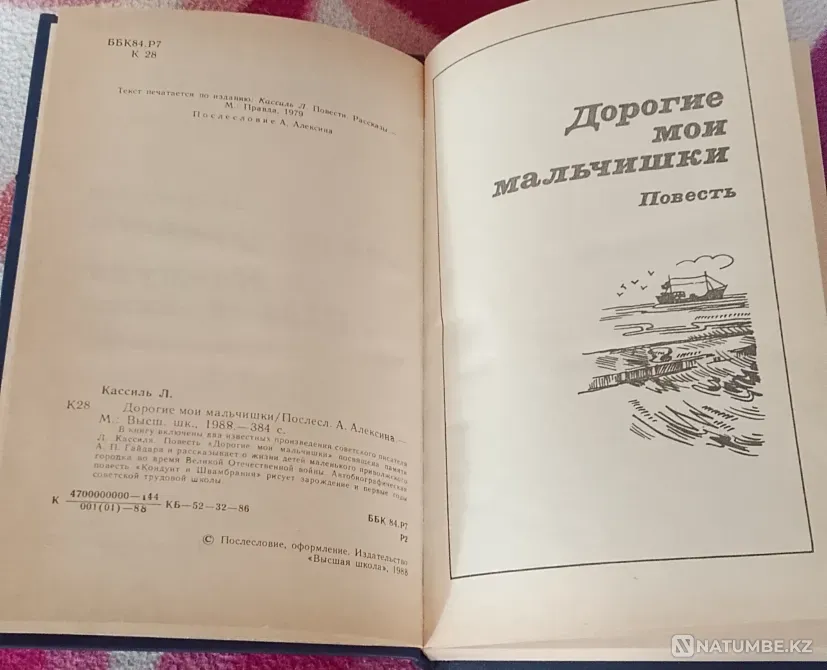 ББК84.Р7
К 28
Текст печатается по изданию: Кассиль Л. Повести. Рассказы.—
М. Правда, 1979
Послесловие А. Алексина
Кассиль Л.
К28 Дорогие мои мальчишки/Послесл. А. Алексина.—
М.: Высш. шк., 1988.—384 с.
В книгу включены два известных произведения советского писателя
Л. Кассиля. Повесть «Дорогие мои мальчишки» посвящена памяти
А. П. Гайдара и рассказывает о жизни детей маленького приволжского
городка во время Великой Отечественной войны. Автобиографическая
повесть «Кондуит и Швамбрания» рисует зарождение и первые годы
советской трудовой школы.
К 4700000000—144
001(01)—88 КБ—52—32—86
ББК 84.Р7
Р2
© Послесловие, оформление. Издательство
«Высшая школа», 1988
Дорогие
мои
мальчишки
Повесть
NATUMBE.KZ